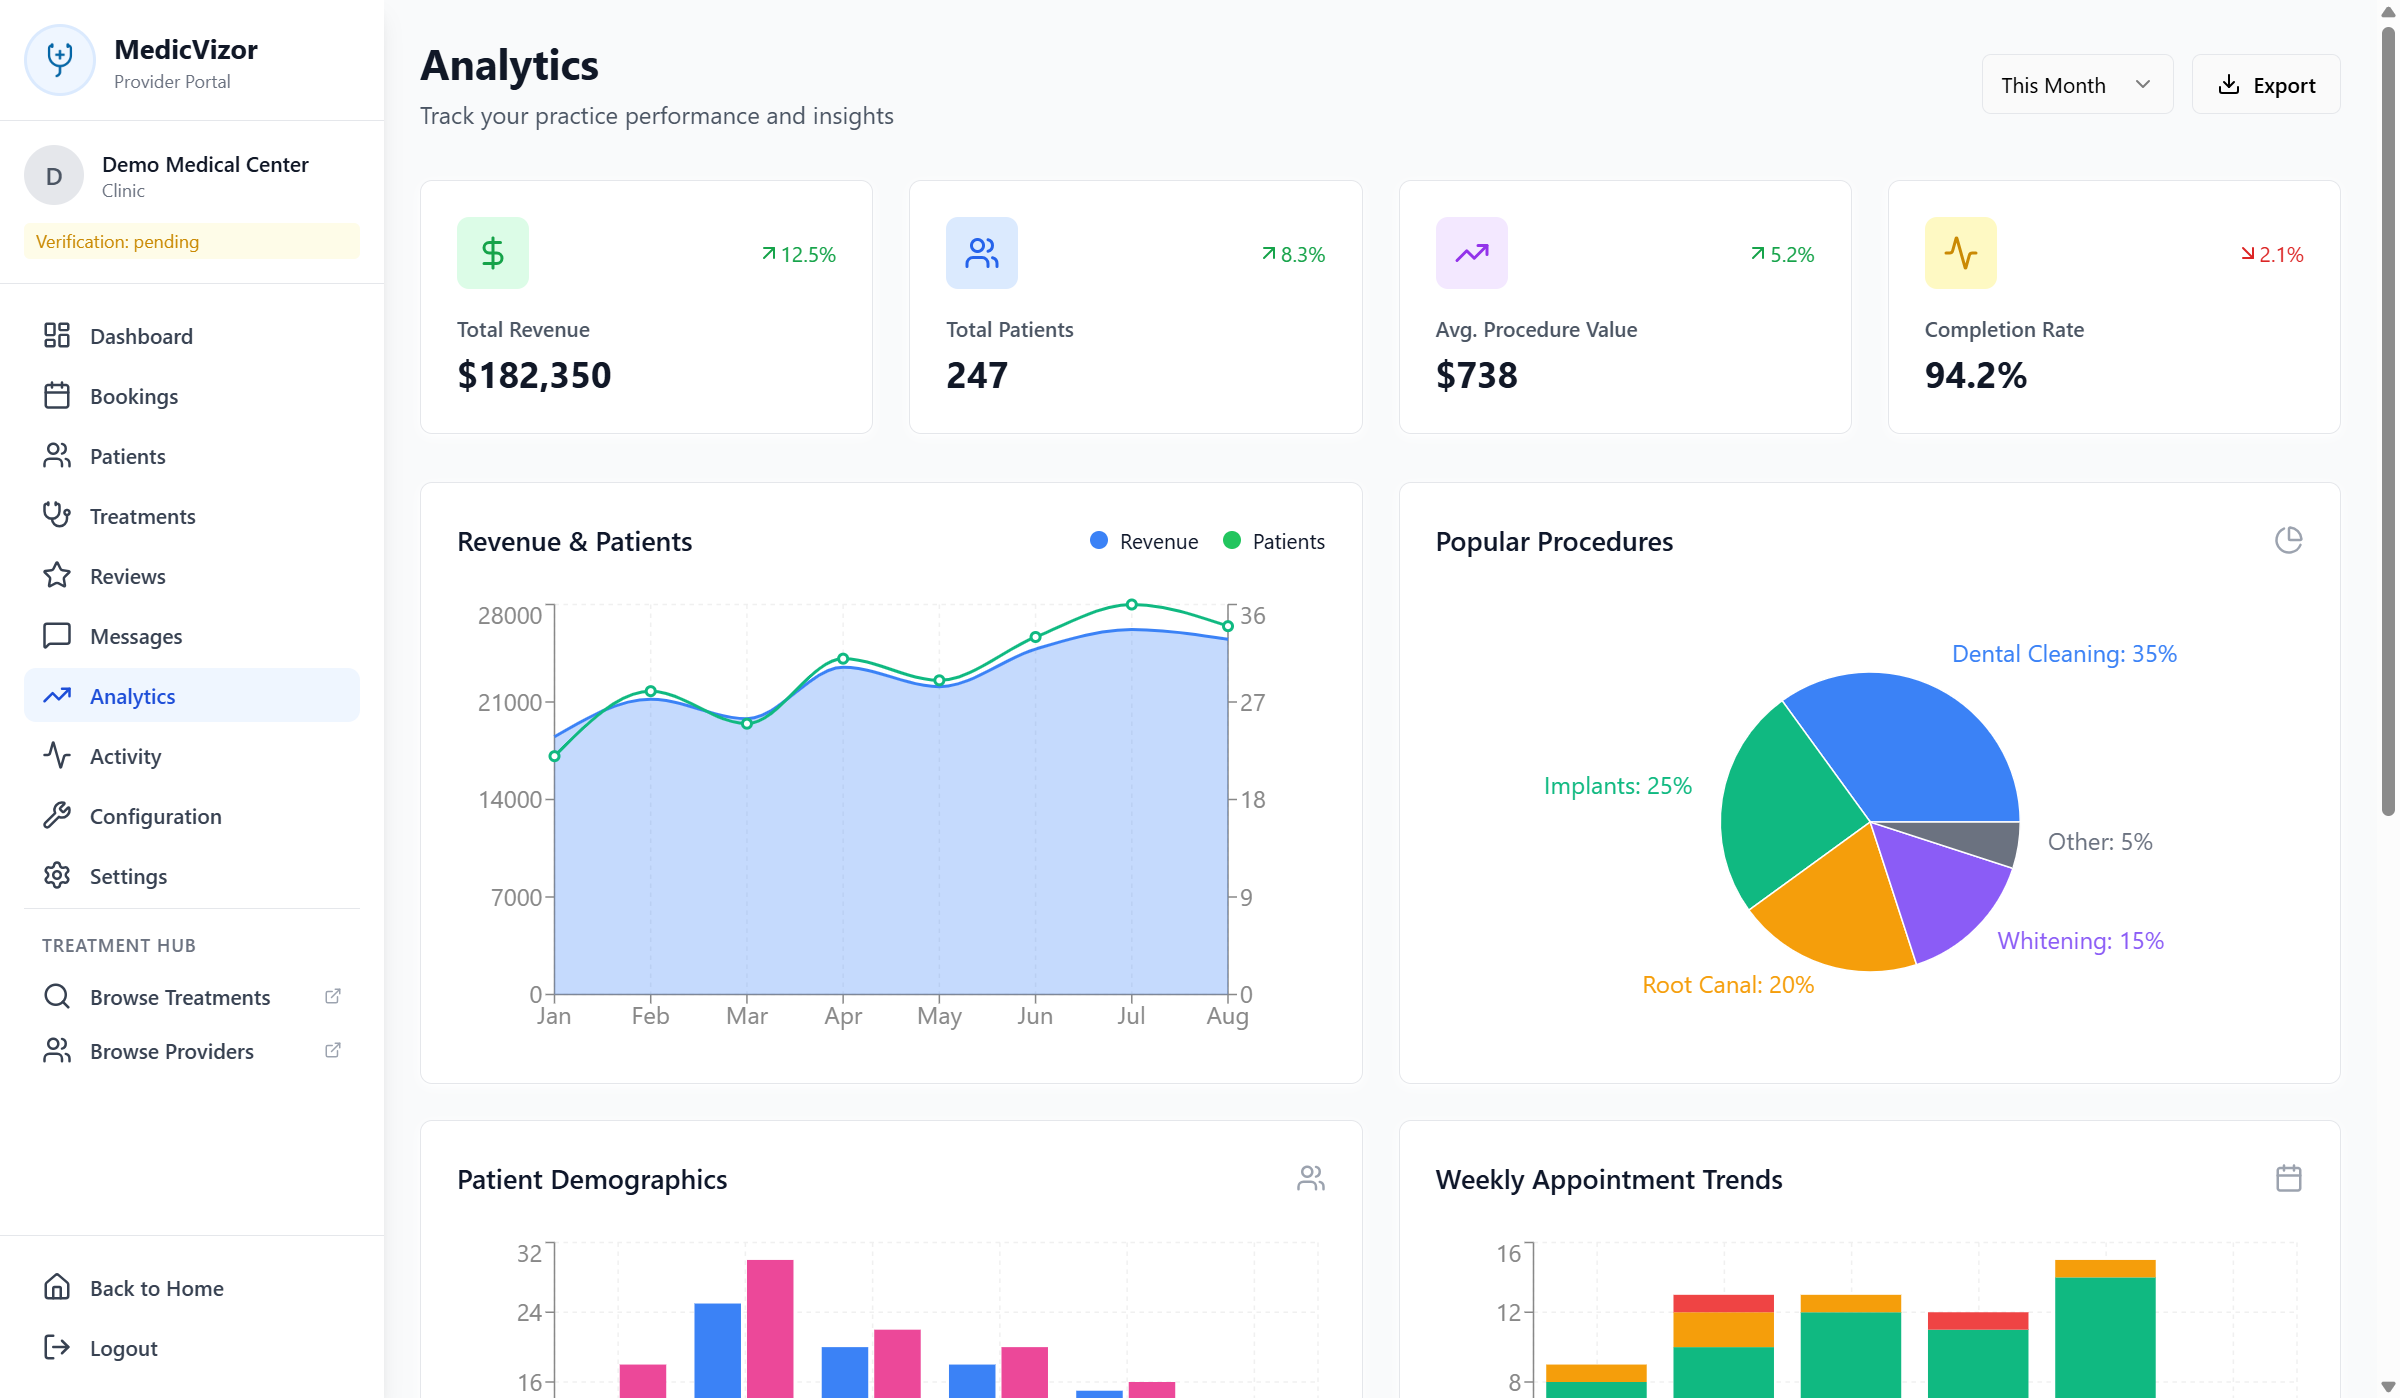 MedicVizor
Provider Portal
D
Demo Medical Center
Clinic
Verification: pending
Dashboard
Bookings
Patients
Treatments
Reviews
Messages
Analytics
Activity
Configuration
Settings
TREATMENT HUB
Browse Treatments
Browse Providers
Back to Home
Logout
Analytics
Track your practice performance and insights
This Month
Export
12.5%
Total Revenue
$182,350
8.3%
Total Patients
247
5.2%
Avg. Procedure Value
$738
2.1%
Completion Rate
94.2%
Revenue & Patients
Revenue Patients
28000
21000
14000
7000
0
36
27
18
9
0
Jan Feb Mar Apr May Jun Jul Aug
Popular Procedures
Dental Cleaning: 35%
Implants: 25%
Other: 5%
Whitening: 15%
Root Canal: 20%
Patient Demographics
32
24
16
Weekly Appointment Trends
16
12
8